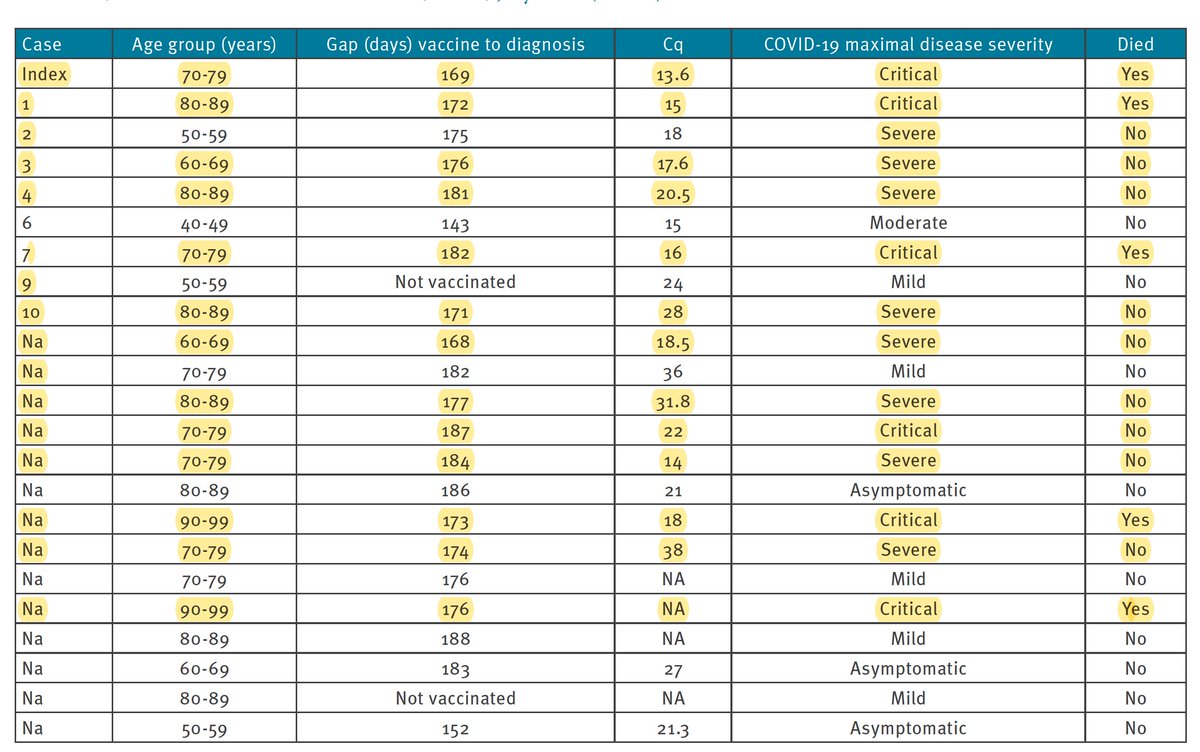 Case Age group (years) Gap (days) vaccine to diagnosis Cq COVID-19 maximal disease severity Died
Index 70-79 169 13.6 Critical Yes
1 80-89 172 15 Critical Yes
2 50-59 175 18 Severe No
3 60-69 176 17.6 Severe No
4 80-89 181 20.5 Severe No
6 40-49 143 15 Moderate No
7 70-79 182 16 Critical Yes
9 50-59 Not vaccinated 24 Mild No
10 80-89 171 28 Severe No
Na 60-69 168 18.5 Severe No
Na 70-79 182 36 Mild No
Na 80-89 177 31.8 Severe No
Na 70-79 187 22 Critical No
Na 70-79 184 14 Severe No
Na 80-89 186 21 Asymptomatic No
Na 90-99 173 18 Critical Yes
Na 70-79 174 38 Severe No
Na 70-79 176 NA Mild No
Na 90-99 176 NA Critical Yes
Na 80-89 188 NA Mild No
Na 60-69 183 27 Asymptomatic No
Na 80-89 Not vaccinated NA Mild No
Na 50-59 152 21.3 Asymptomatic No